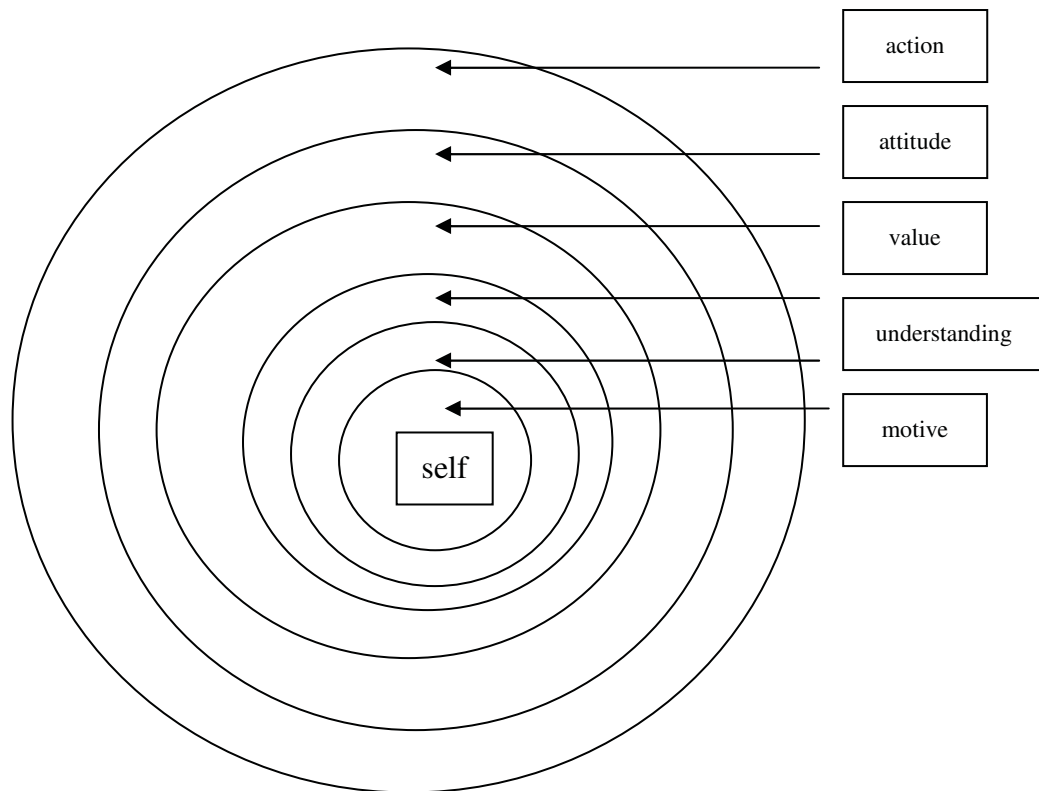 action
attitude
value
understanding
motive
self